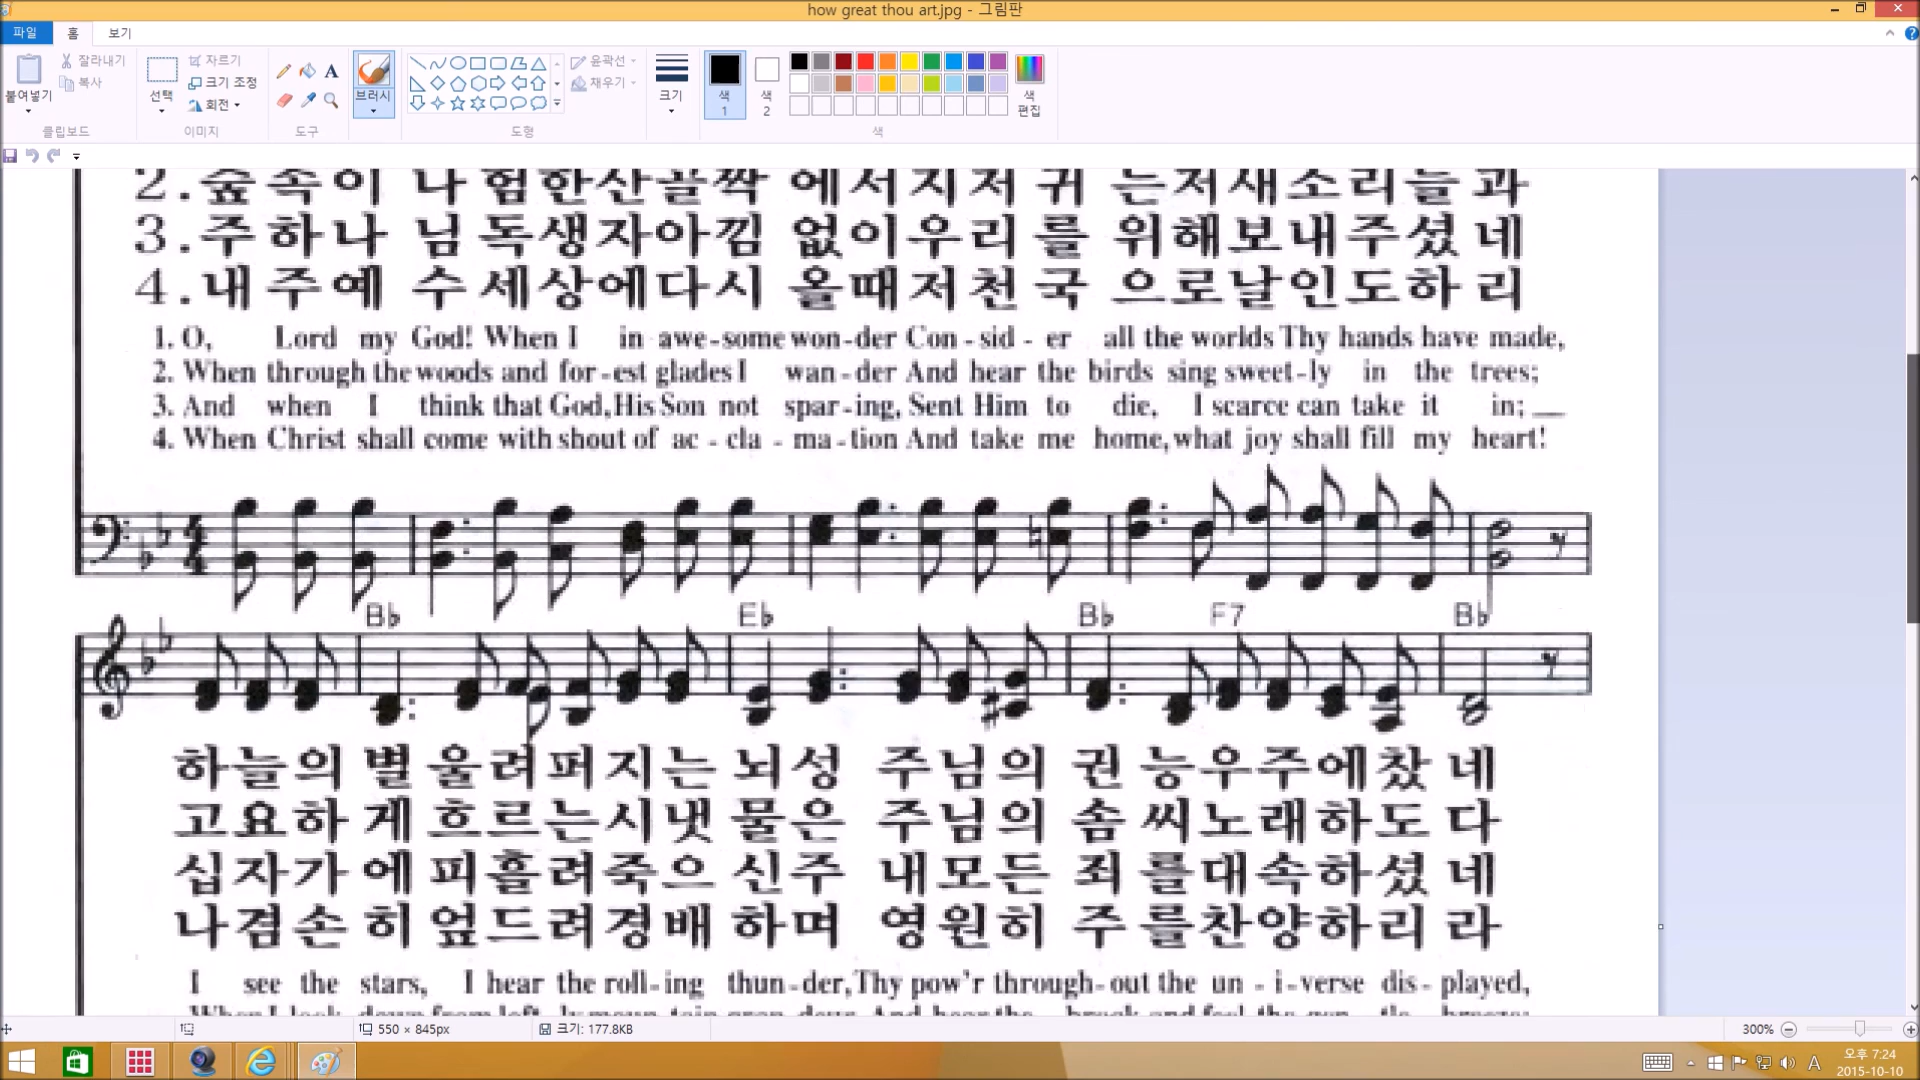 how great thou art.jpg - 그림판
파일 홈 보기
붙여넣기 잘라내기 복사 클립보드
선택 자르기 크기 조정 회전 이미지
A 도구
브러시
윤곽선 채우기 도형
크기
색 1 색 2 색 편집 색
2.숲속이 나 험한산골짝 에서지저 귀 는저새소리들과
3.주하나 님 독생자아낌 없이우리 를 위해보내주셨네
4.내주예 수 세상에다시 올때저천 국 으로날인도하리
1. O, Lord my God! When I in awe-some won-der Con-sid-er all the worlds Thy hands have made,
2. When through the woods and for-est glades I wan-der And hear the birds sing sweet-ly in the trees;
3. And when I think that God, His Son not spar-ing, Sent Him to die, I scarce can take it in;
4. When Christ shall come with shout of ac-cla-ma-tion And take me home, what joy shall fill my heart!
4 4
B♭ E♭ B♭ F7 B♭
하늘의 별 울려퍼지는 뇌성 주님의 권 능우주에찼 네
고요하 게 흐르는시냇 물은 주님의 솜 씨노래하도 다
십자가 에 피흘려죽으 신주 내모든 죄 를대속하셨 네
나겸손 히 엎드려경배 하며 영원히 주 를찬양하리 라
I see the stars, I hear the roll-ing thun-der, Thy pow'r through-out the un-i-verse dis-played,
550 × 845px 크기: 177.8KB 300%
A 오후 7:24
2015-10-10